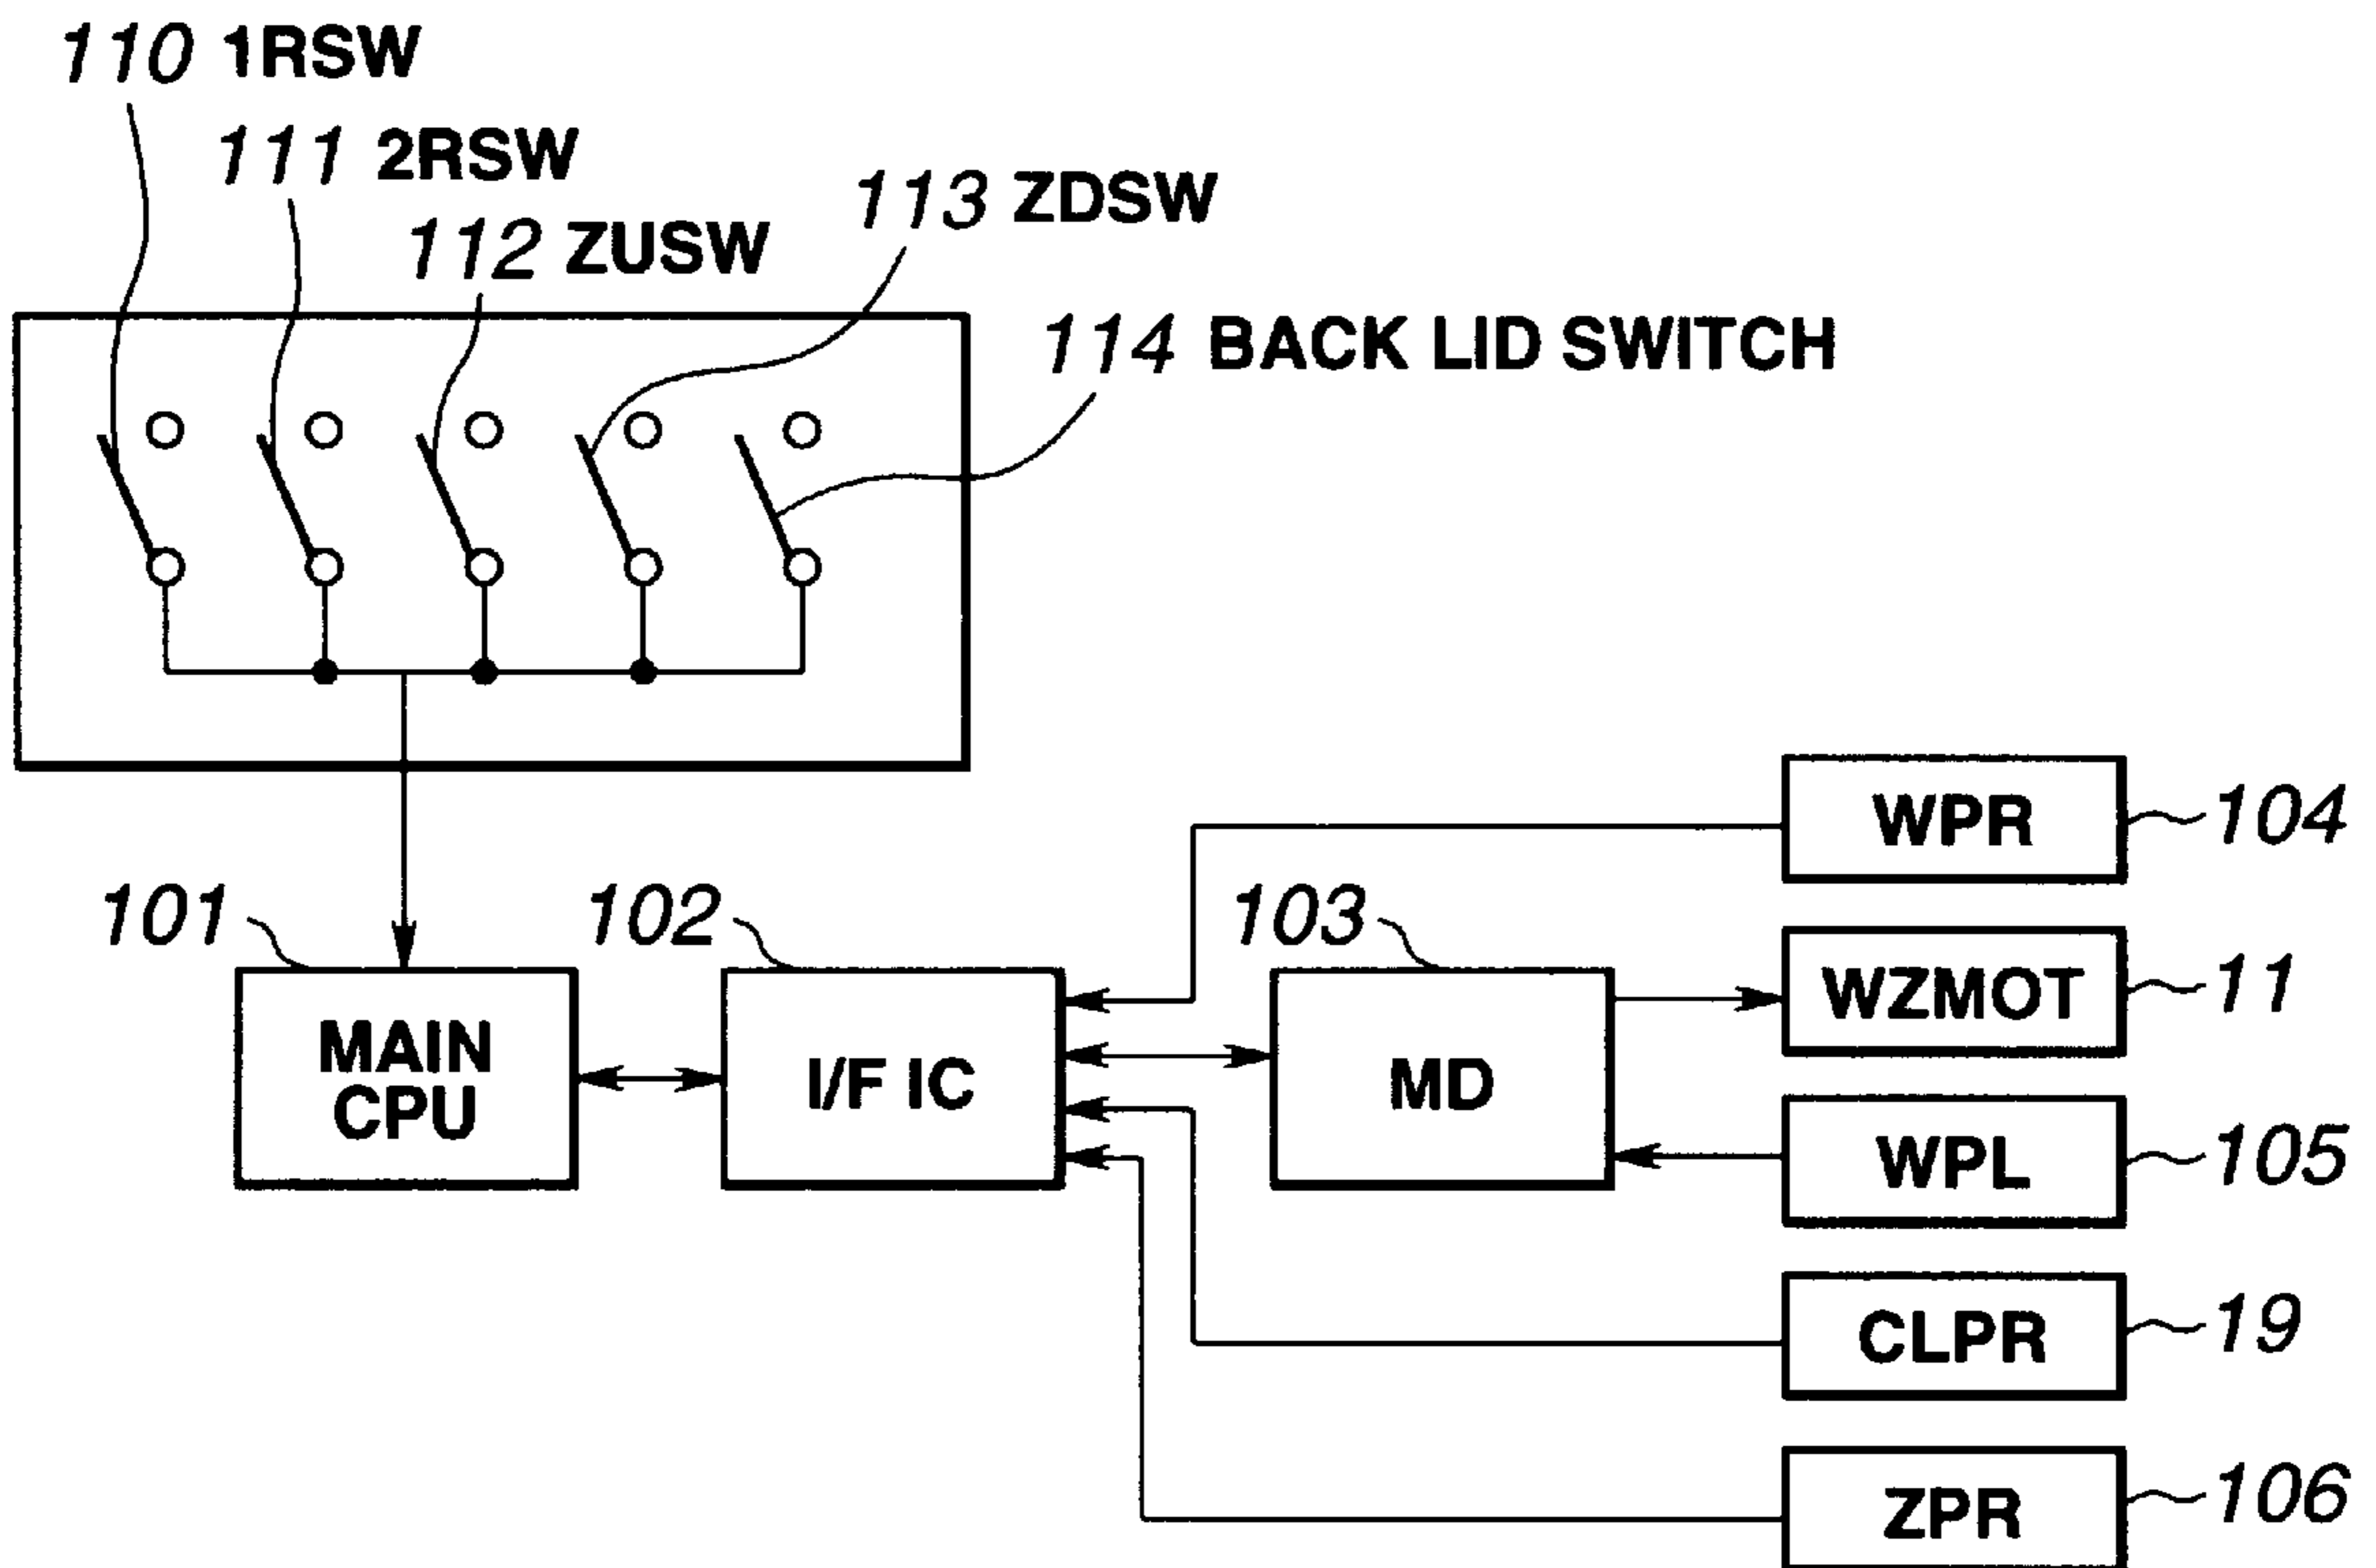 110 1RSW
111 2RSW
112 ZUSW
113 ZDSW
114 BACK LID SWITCH
WPR 104
101
102
103
MAIN
CPU
I/F IC
MD
WZMOT 11
WPL 105
CLPR 19
ZPR 106